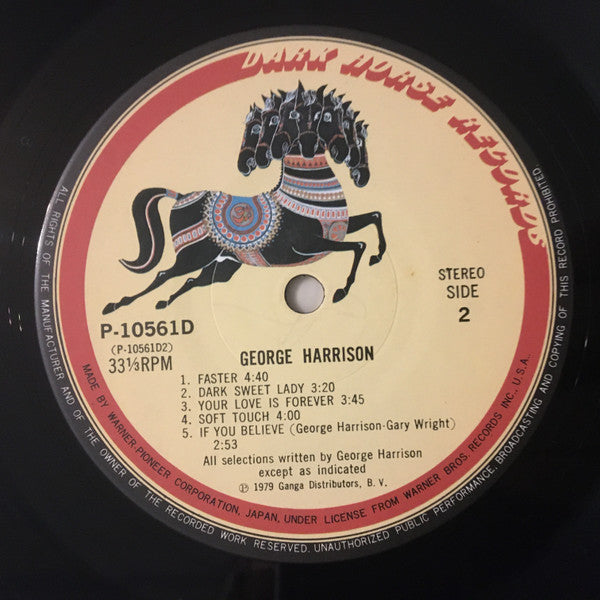 DARK HORSE RECORDS
STEREO
SIDE
2
P-10561D
(P-10561D2)
33⅓RPM
GEORGE HARRISON
1. FASTER 4:40
2. DARK SWEET LADY 3:20
3. YOUR LOVE IS FOREVER 3:45
4. SOFT TOUCH 4:00
5. IF YOU BELIEVE (George Harrison-Gary Wright)
2:53
All selections written by George Harrison
except as indicated
℗ 1979 Ganga Distributors, B. V.
MADE BY WARNER-PIONEER CORPORATION, JAPAN, UNDER LICENSE FROM WARNER BROS. RECORDS INC., U.S.A.
ALL RIGHTS OF THE MANUFACTURER AND OF THE OWNER OF THE RECORDED WORK RESERVED. UNAUTHORIZED PUBLIC PERFORMANCE, BROADCASTING AND COPYING OF THIS RECORD PROHIBITED.